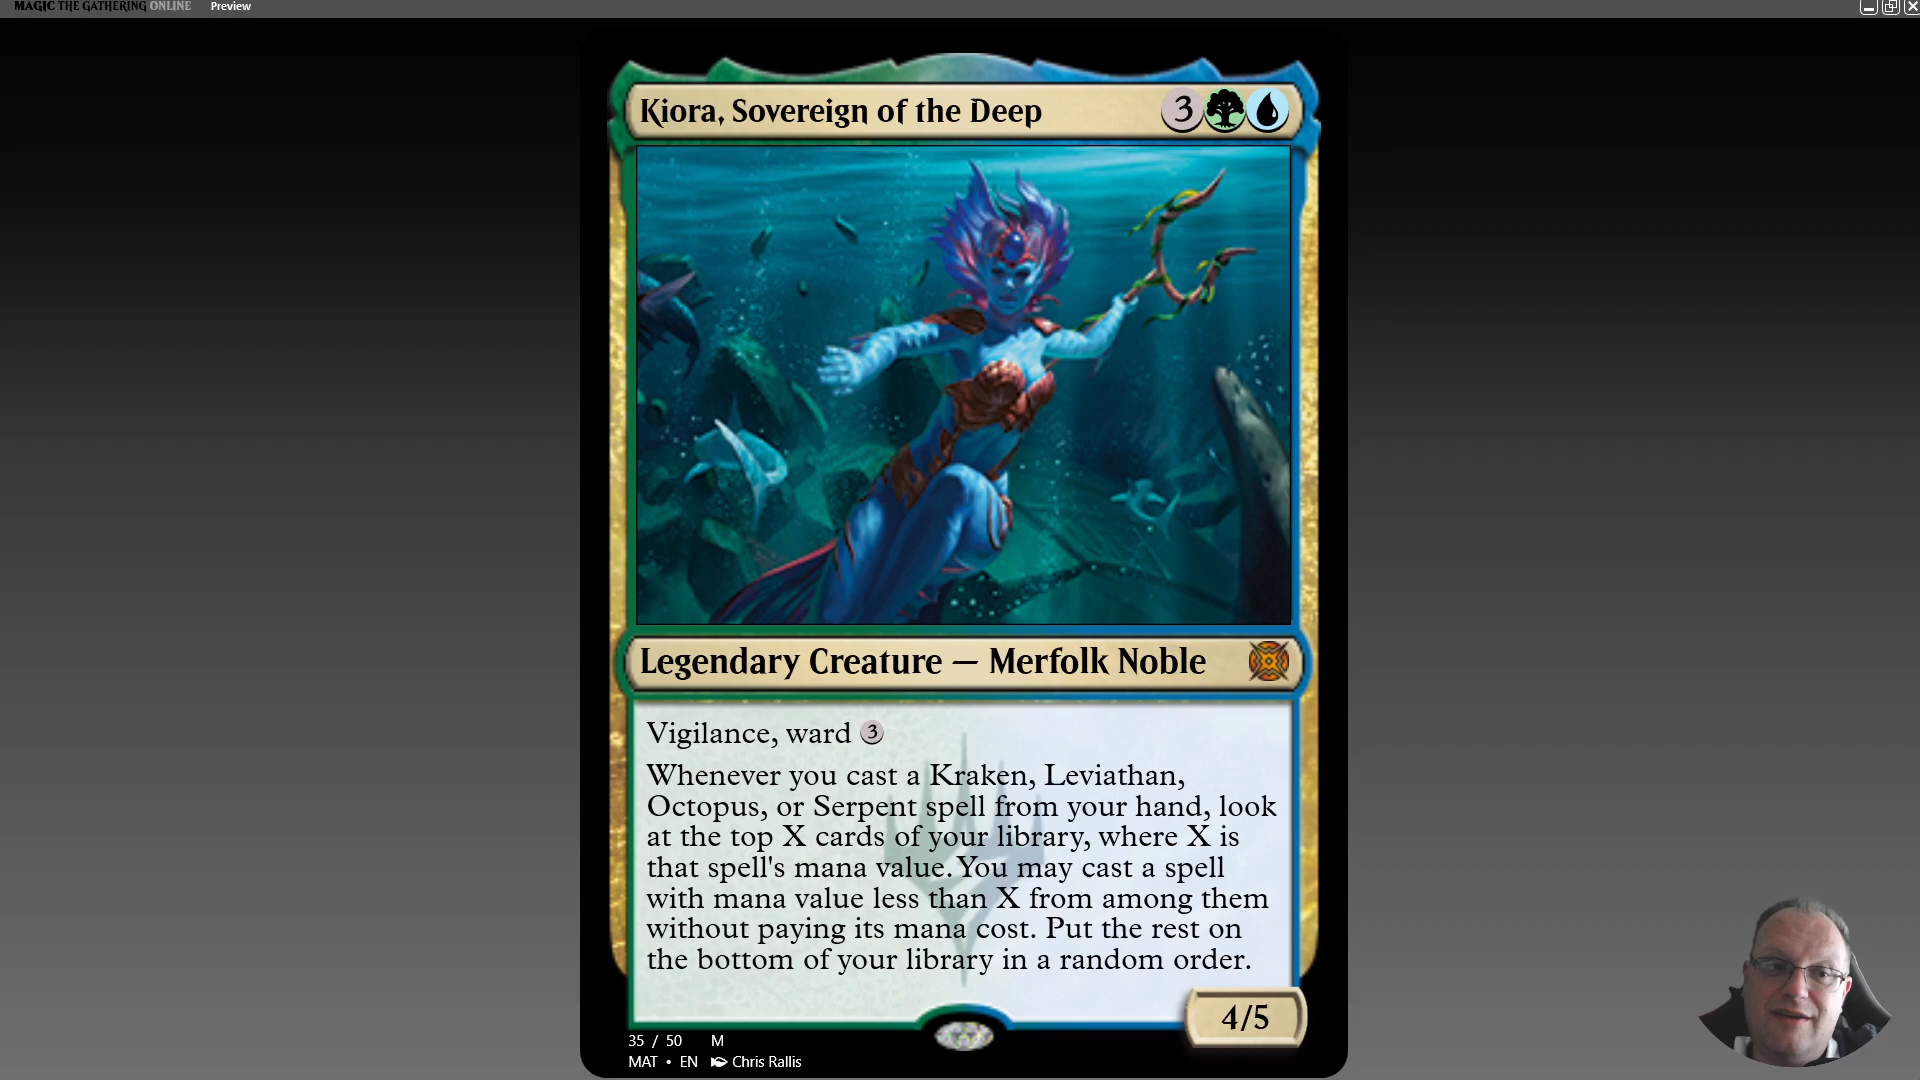 MAGIC THE GATHERING ONLINE Preview
Kiora, Sovereign of the Deep 3
Legendary Creature — Merfolk Noble
Vigilance, ward 3
Whenever you cast a Kraken, Leviathan,
Octopus, or Serpent spell from your hand, look
at the top X cards of your library, where X is
that spell's mana value. You may cast a spell
with mana value less than X from among them
without paying its mana cost. Put the rest on
the bottom of your library in a random order.
4/5
35 / 50 M
MAT • EN Chris Rallis